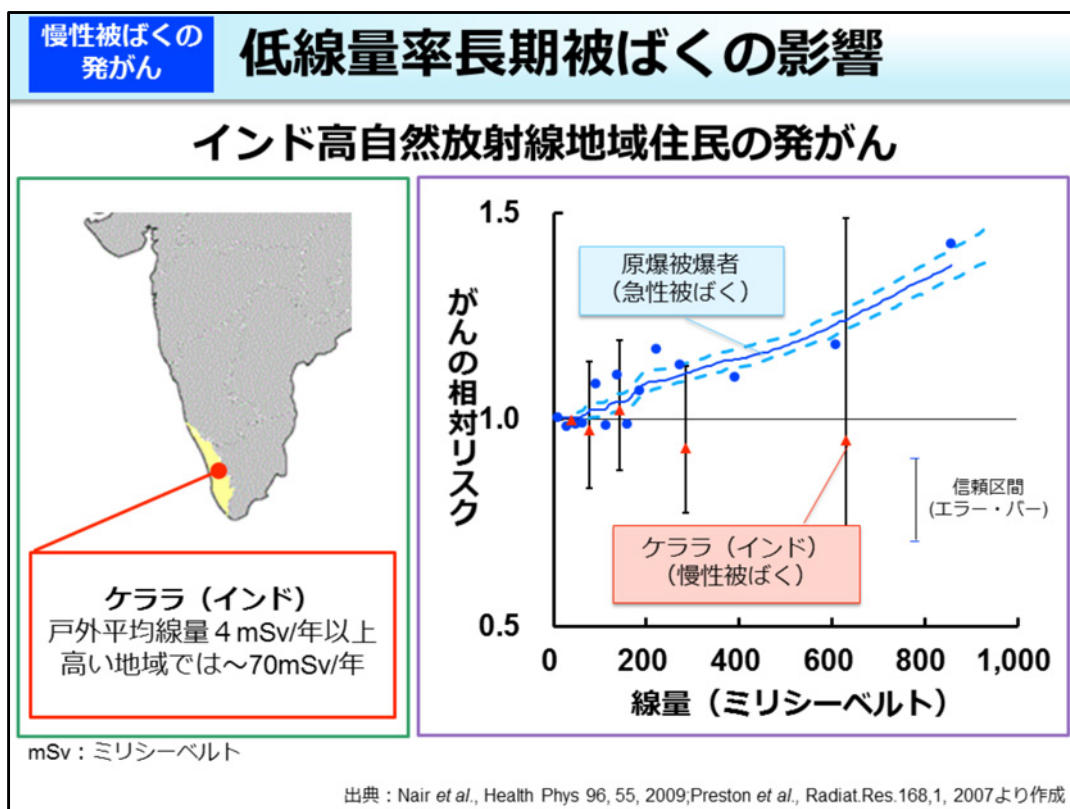 慢性被ばくの
発がん
低線量率長期被ばくの影響
インド高自然放射線地域住民の発がん
ケララ（インド）
戸外平均線量４mSv/年以上
高い地域では～70mSv/年
がんの相対リスク
1.5
1.0
0.5
原爆被爆者
（急性被ばく）
信頼区間
(エラー・バー)
ケララ（インド）
（慢性被ばく）
0 200 400 600 800 1,000
線量（ミリシーベルト）
mSv：ミリシーベルト
出典：Nair et al., Health Phys 96, 55, 2009;Preston et al., Radiat.Res.168,1, 2007より作成